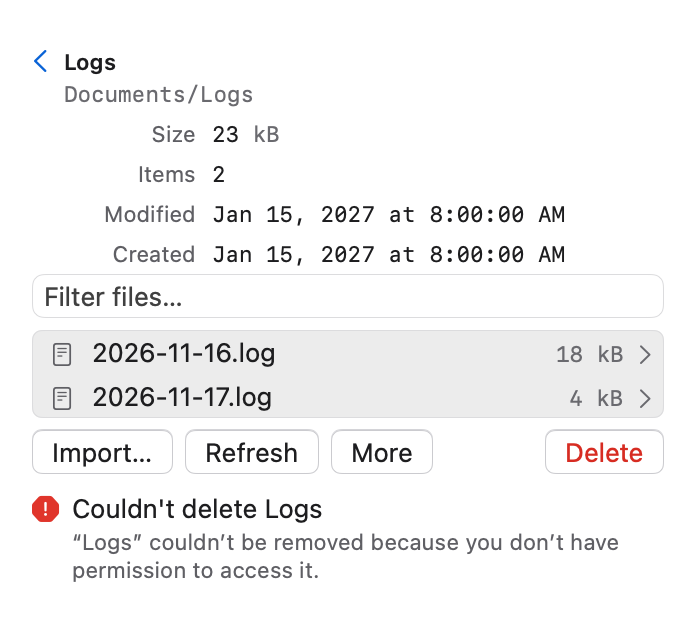 Logs
Documents/Logs
Size 23 kB
Items 2
Modified Jan 15, 2027 at 8:00:00 AM
Created Jan 15, 2027 at 8:00:00 AM
Filter files...
2026-11-16.log 18 kB
2026-11-17.log 4 kB
Import... Refresh More Delete
Couldn't delete Logs
“Logs” couldn’t be removed because you don’t have
permission to access it.